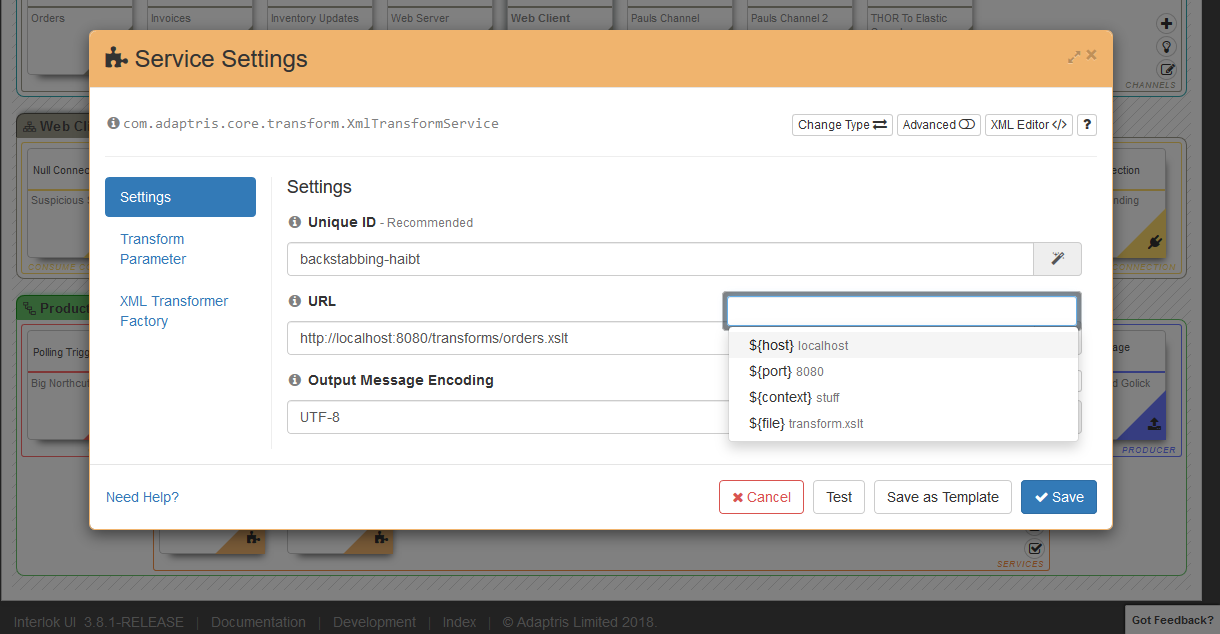 Orders
Invoices
Inventory Updates
Web Server
Web Client
Pauls Channel
Pauls Channel 2
THOR To Elastic
CHANNELS
Service Settings
com.adaptris.core.transform.XmlTransformService
Change Type
Advanced
XML Editor </>
?
Settings
Transform
Parameter
XML Transformer
Factory
Settings
Unique ID - Recommended
backstabbing-haibt
URL
http://localhost:8080/transforms/orders.xslt
${host} localhost
${port} 8080
${context} stuff
${file} transform.xslt
Output Message Encoding
UTF-8
Need Help?
Cancel
Test
Save as Template
Save
Web Cli
Null Connec
Suspicious
CONSUME CO
ection
nding
CONNECTION
Product
Polling Trigg
Big Northcut
age
d Golick
PRODUCER
SERVICES
Interlok UI 3.8.1-RELEASE | Documentation | Development | Index | © Adaptris Limited 2018.
Got Feedback?